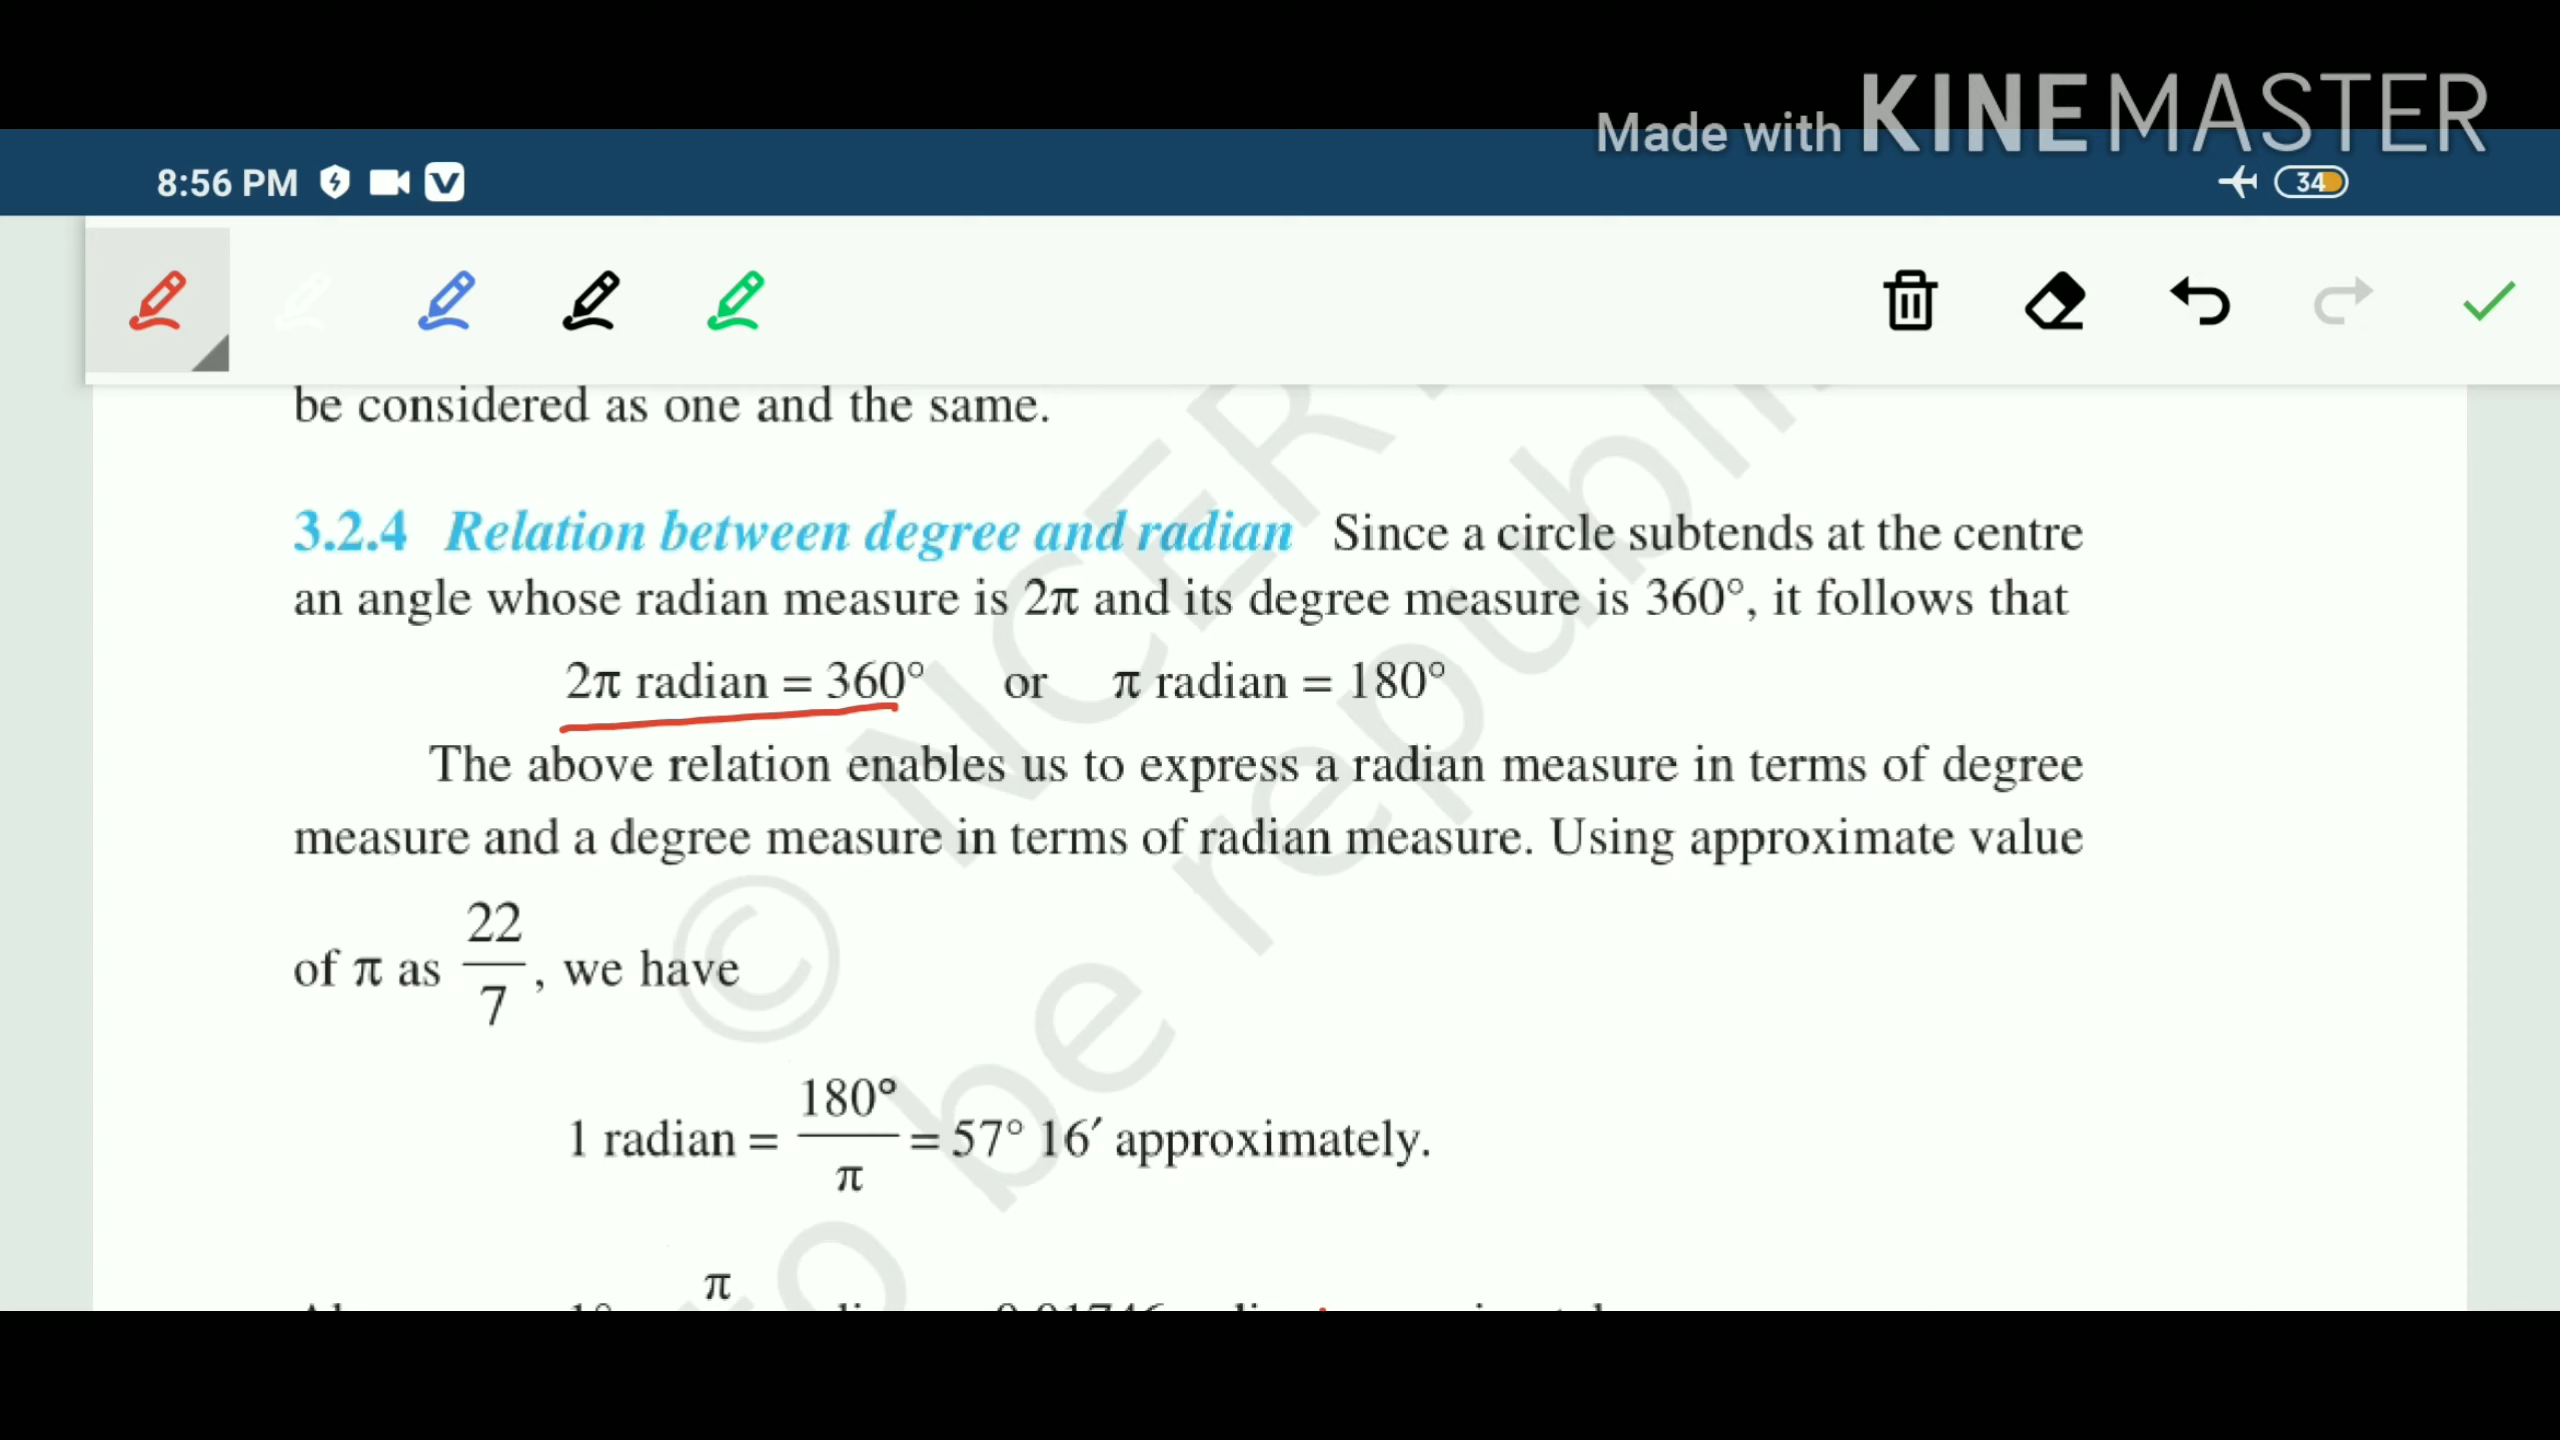 Made with KINEMASTER
8:56 PM
34
be considered as one and the same.
3.2.4 Relation between degree and radian Since a circle subtends at the centre
an angle whose radian measure is 2π and its degree measure is 360°, it follows that
2π radian = 360° or π radian = 180°
The above relation enables us to express a radian measure in terms of degree
measure and a degree measure in terms of radian measure. Using approximate value
of π as 22/7, we have
1 radian = 180°/π = 57° 16′ approximately.
π
© NCER
to be republi